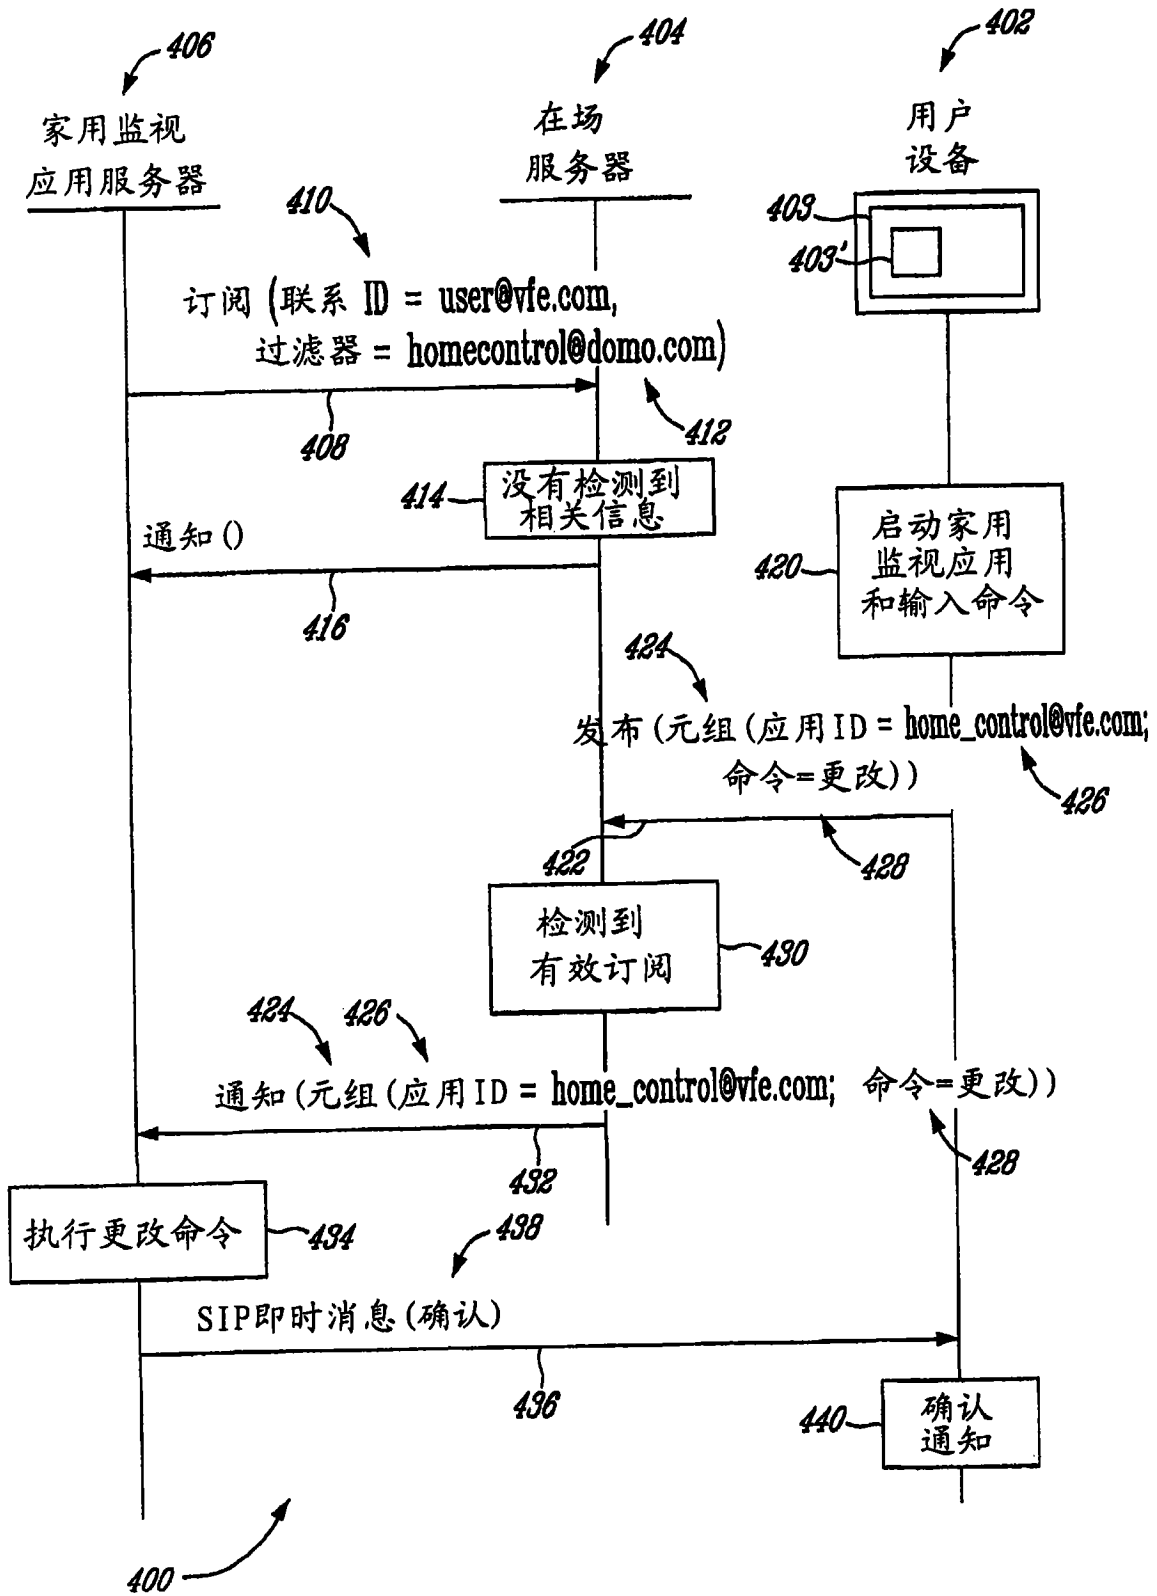 406
404
402
家用监视
应用服务器
在场
服务器
用户
设备
403
403'
410
订阅(联系 ID = user@vfe.com,
过滤器 = homecontrol@domo.com)
408
412
414
没有检测到
相关信息
通知()
416
420
启动家用
监视应用
和输入命令
424
发布(元组(应用ID = home_control@vfe.com;
命令=更改))
426
422
428
检测到
有效订阅
430
424
426
通知(元组(应用ID = home_control@vfe.com; 命令=更改))
432
428
执行更改命令
434
438
SIP即时消息(确认)
436
440
确认
通知
400